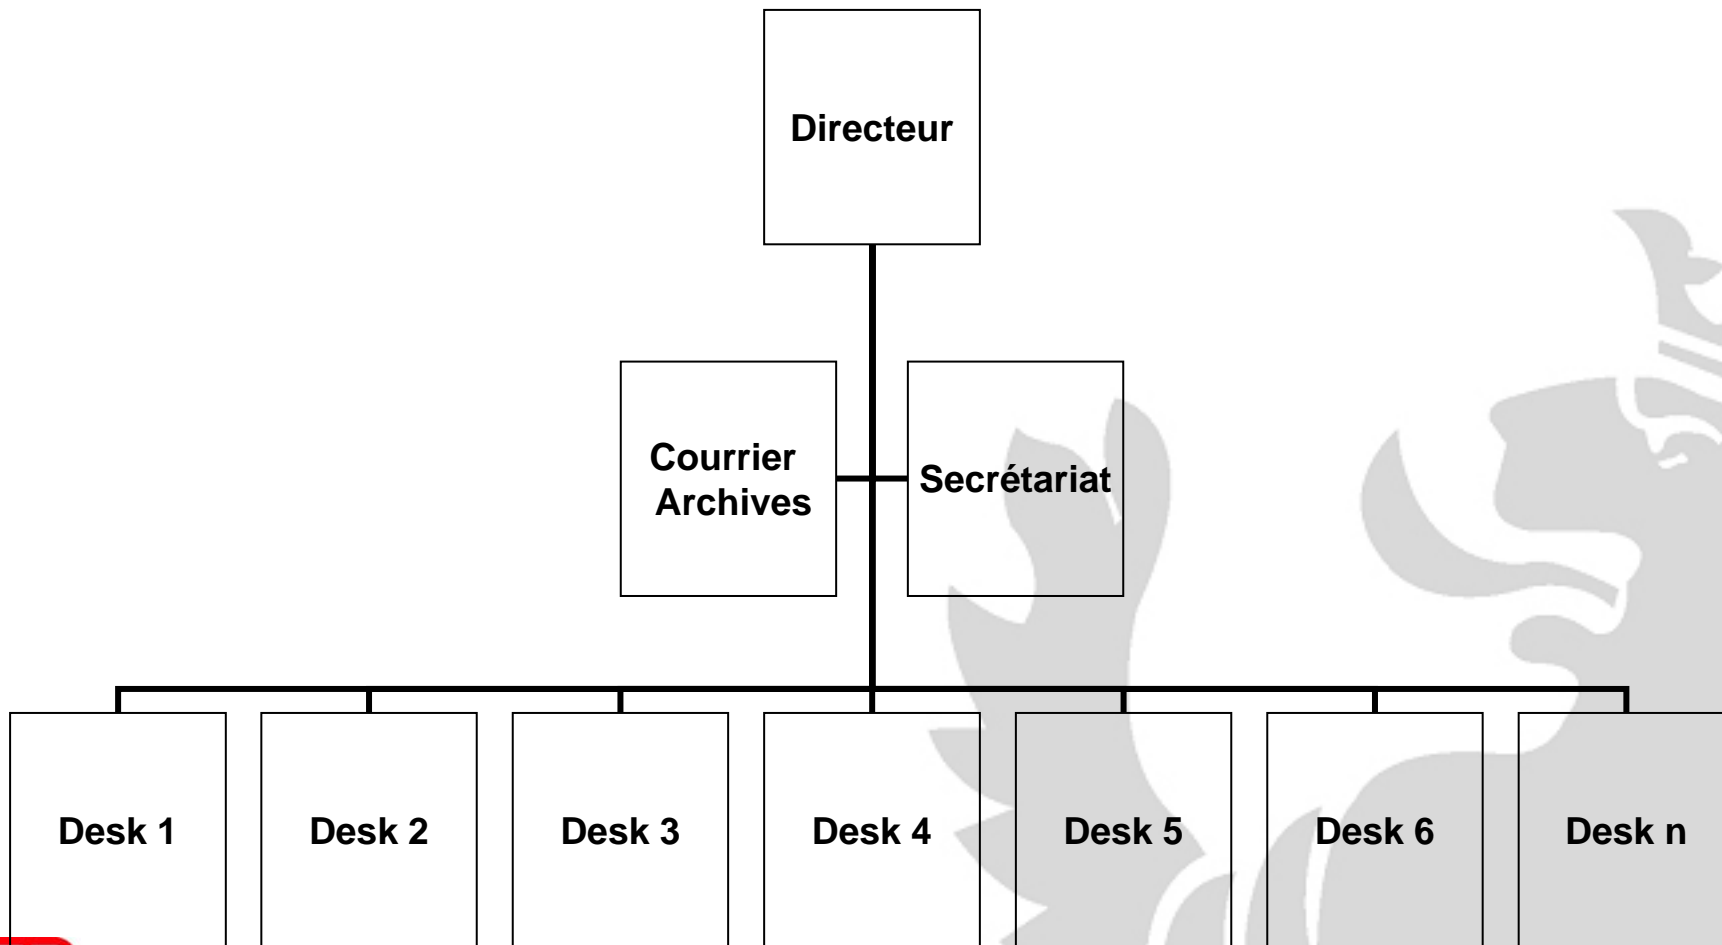 Directeur
Courrier
Archives
Secrétariat
Desk 1
Desk 2
Desk 3
Desk 4
Desk 5
Desk 6
Desk n